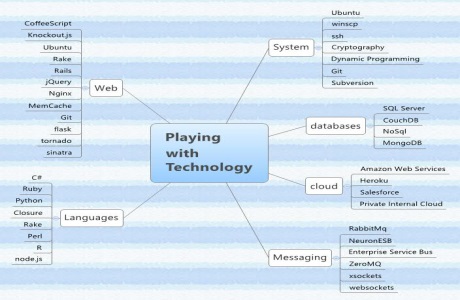 Playing
with
Technology
Web
CoffeeScript
Knockout.js
Ubuntu
Rake
Rails
jQuery
Nginx
MemCache
Git
flask
tornado
sinatra
Languages
C#
Ruby
Python
Closure
Rake
Perl
R
node.js
System
Ubuntu
winscp
ssh
Cryptography
Dynamic Programming
Git
Subversion
databases
SQL Server
CouchDB
NoSql
MongoDB
cloud
Amazon Web Services
Heroku
Salesforce
Private Internal Cloud
Messaging
RabbitMq
NeuronESB
Enterprise Service Bus
ZeroMQ
xsockets
websockets